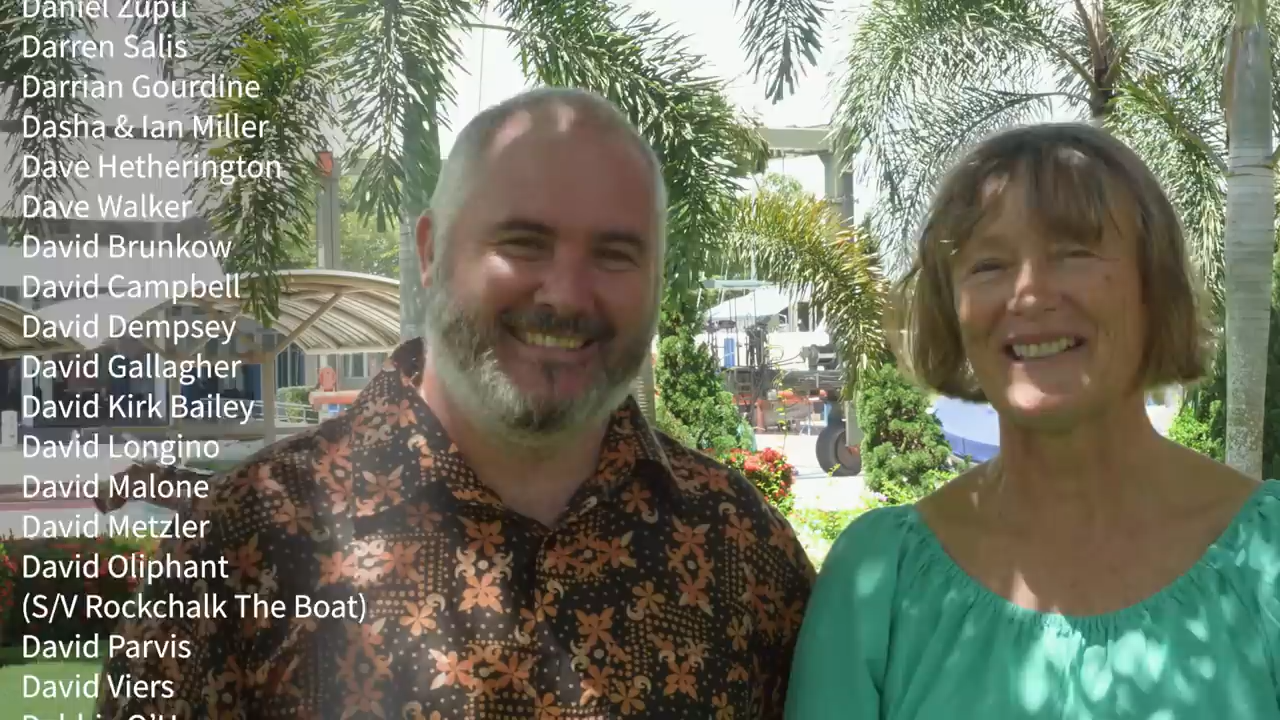 Daniel Zupu
Darren Salis
Darrian Gourdine
Dasha & Ian Miller
Dave Hetherington
Dave Walker
David Brunkow
David Campbell
David Dempsey
David Gallagher
David Kirk Bailey
David Longino
David Malone
David Metzler
David Oliphant
(S/V Rockchalk The Boat)
David Parvis
David Viers